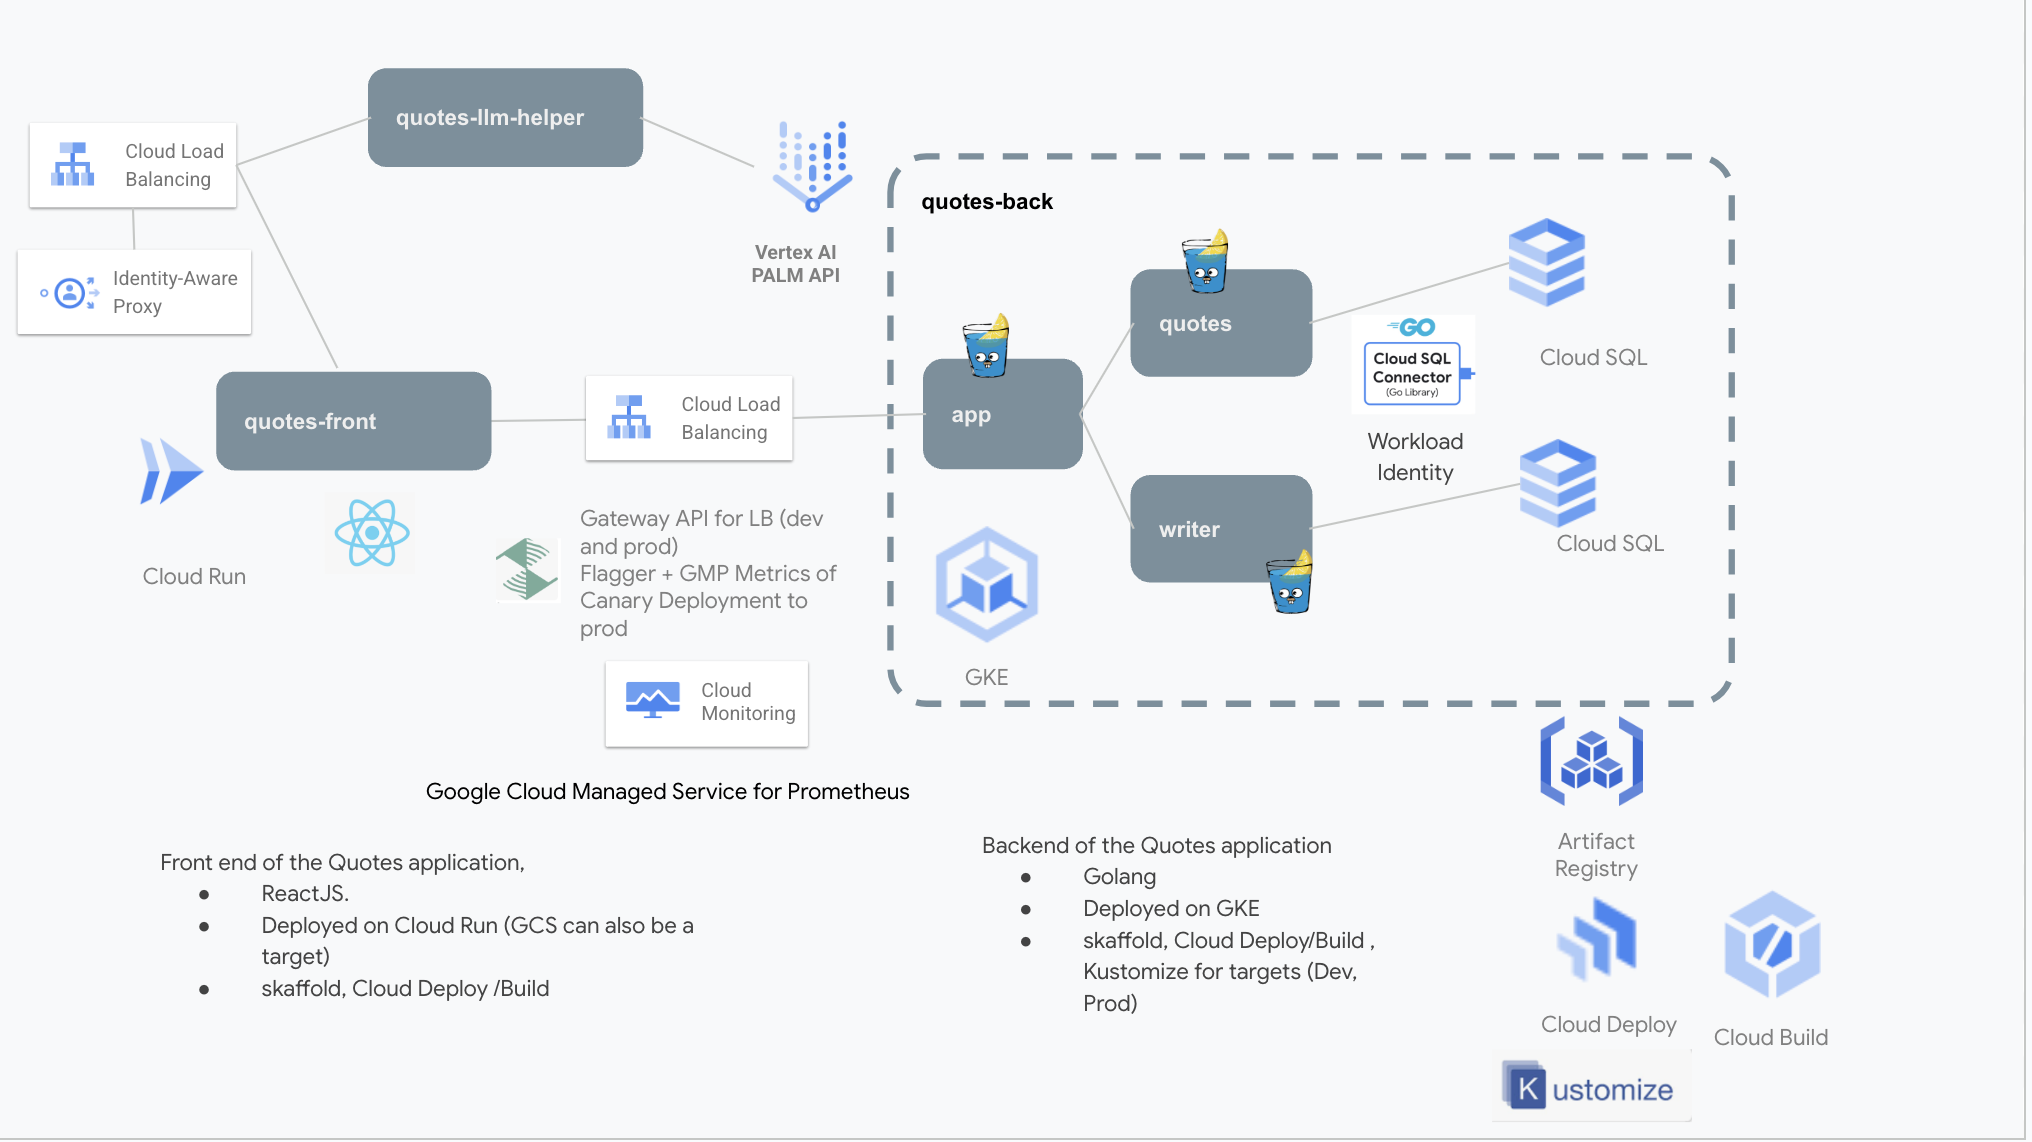 quotes-llm-helper
Cloud Load
Balancing
Identity-Aware
Proxy
Vertex AI
PALM API
quotes-front
Cloud Run
Cloud Load
Balancing
Gateway API for LB (dev
and prod)
Flagger + GMP Metrics of
Canary Deployment to
prod
Cloud
Monitoring
Google Cloud Managed Service for Prometheus
quotes-back
app
quotes
writer
GKE
GO
Cloud SQL
Connector
(Go Library)
Workload
Identity
Cloud SQL
Cloud SQL
Front end of the Quotes application,
● ReactJS.
● Deployed on Cloud Run (GCS can also be a
target)
● skaffold, Cloud Deploy /Build
Backend of the Quotes application
● Golang
● Deployed on GKE
● skaffold, Cloud Deploy/Build ,
Kustomize for targets (Dev,
Prod)
Artifact
Registry
Cloud Deploy
Cloud Build
Kustomize